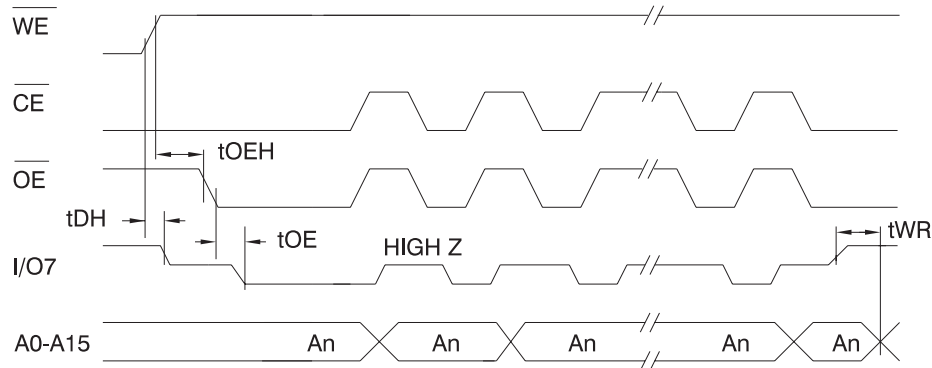 WE
CE
tOEH
OE
tDH
tOE
HIGH Z
tWR
I/O7
A0-A15
An An An An An